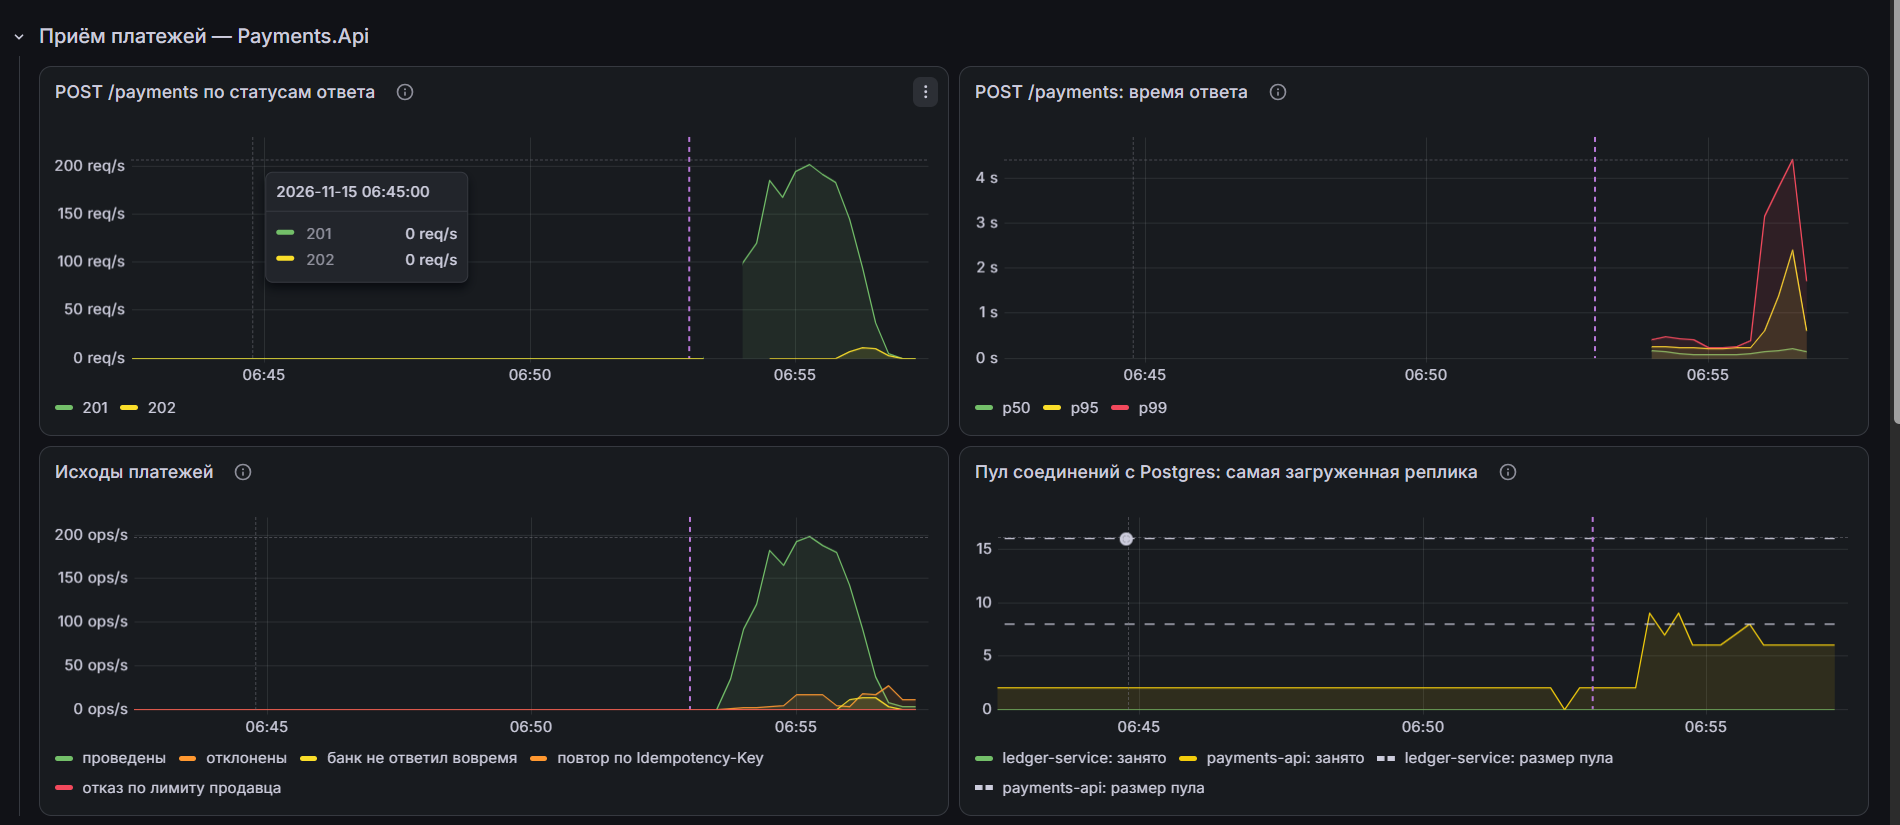 Приём платежей — Payments.Api
POST /payments по статусам ответа
200 req/s
150 req/s
100 req/s
50 req/s
0 req/s
2026-11-15 06:45:00
201 0 req/s
202 0 req/s
06:45 06:50 06:55
201 202
POST /payments: время ответа
4 s
3 s
2 s
1 s
0 s
06:45 06:50 06:55
p50 p95 p99
Исходы платежей
200 ops/s
150 ops/s
100 ops/s
50 ops/s
0 ops/s
06:45 06:50 06:55
проведены отклонены банк не ответил вовремя повтор по Idempotency-Key
отказ по лимиту продавца
Пул соединений с Postgres: самая загруженная реплика
15
10
5
0
06:45 06:50 06:55
ledger-service: занято payments-api: занято ledger-service: размер пула
payments-api: размер пула